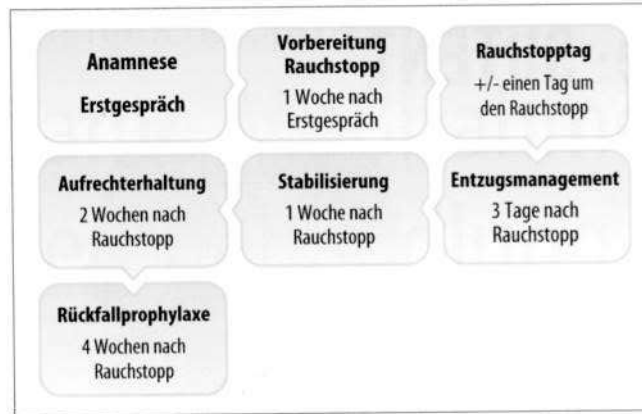 Anamnese
Erstgespräch
Vorbereitung
Rauchstopp
1 Woche nach
Erstgespräch
Rauchstopptag
+/- einen Tag um
den Rauchstopp
Entzugsmanagement
3 Tage nach
Rauchstopp
Stabilisierung
1 Woche nach
Rauchstopp
Aufrechterhaltung
2 Wochen nach
Rauchstopp
Rückfallprophylaxe
4 Wochen nach
Rauchstopp